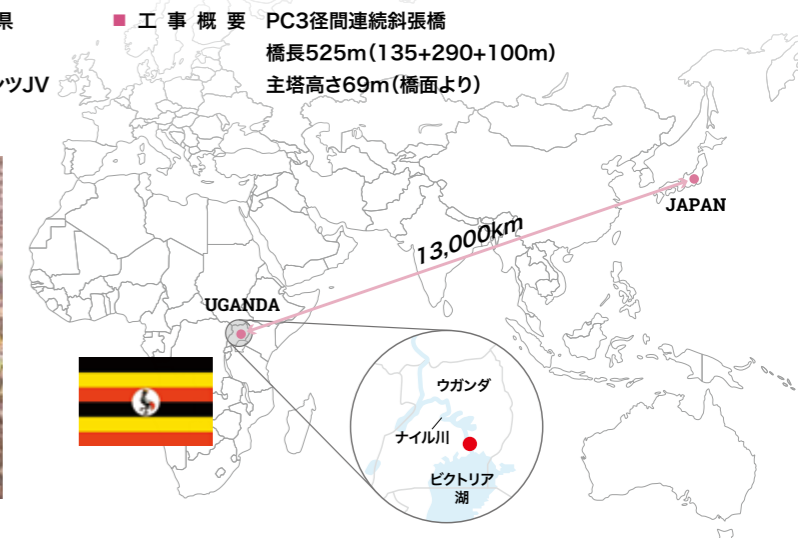 県
■ 工事概要 PC3径間連続斜張橋
橋長525m(135+290+100m)
ンツJV
主塔高さ69m(橋面より)
JAPAN
13,000km
UGANDA
ウガンダ
ナイル川
ビクトリア
湖